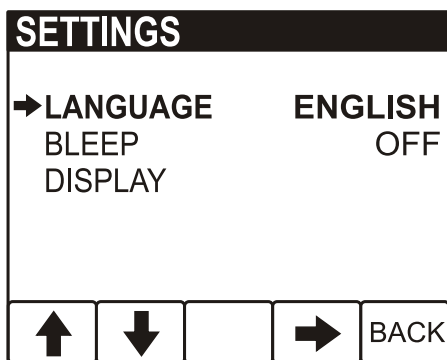 SETTINGS
LANGUAGE ENGLISH
BLEEP OFF
DISPLAY
BACK